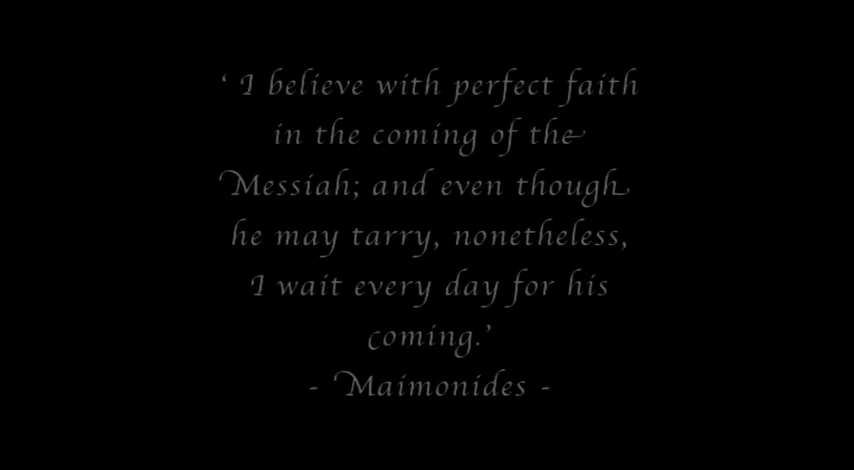 ‘ I believe with perfect faith
in the coming of the
Messiah; and even though
he may tarry, nonetheless,
I wait every day for his
coming.’
- Maimonides -